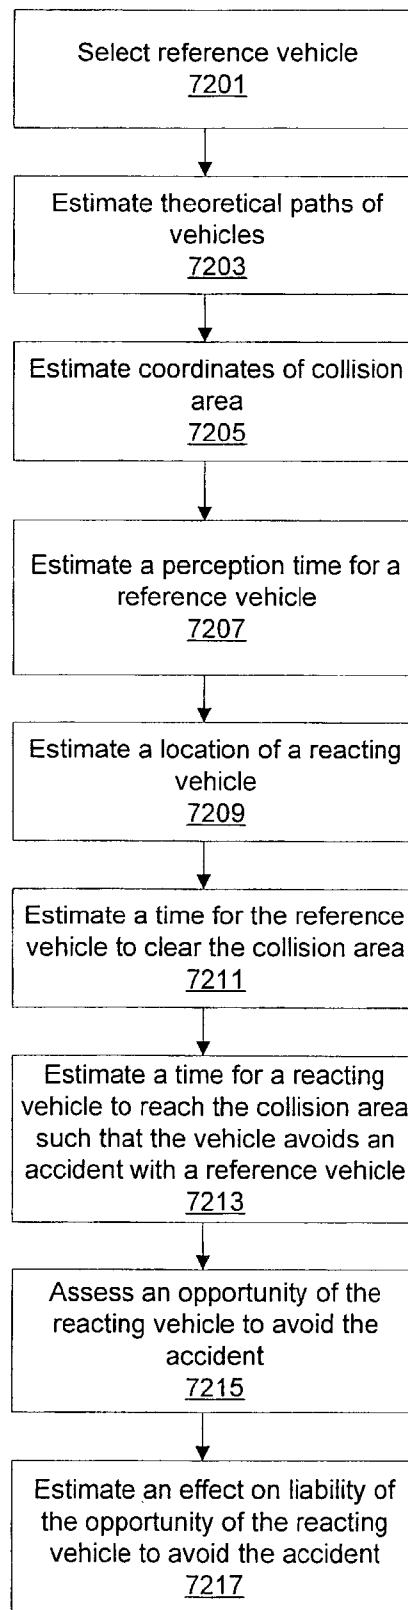 Select reference vehicle
7201
Estimate theoretical paths of
vehicles
7203
Estimate coordinates of collision
area
7205
Estimate a perception time for a
reference vehicle
7207
Estimate a location of a reacting
vehicle
7209
Estimate a time for the reference
vehicle to clear the collision area
7211
Estimate a time for a reacting
vehicle to reach the collision area
such that the vehicle avoids an
accident with a reference vehicle
7213
Assess an opportunity of the
reacting vehicle to avoid the
accident
7215
Estimate an effect on liability of
the opportunity of the reacting
vehicle to avoid the accident
7217